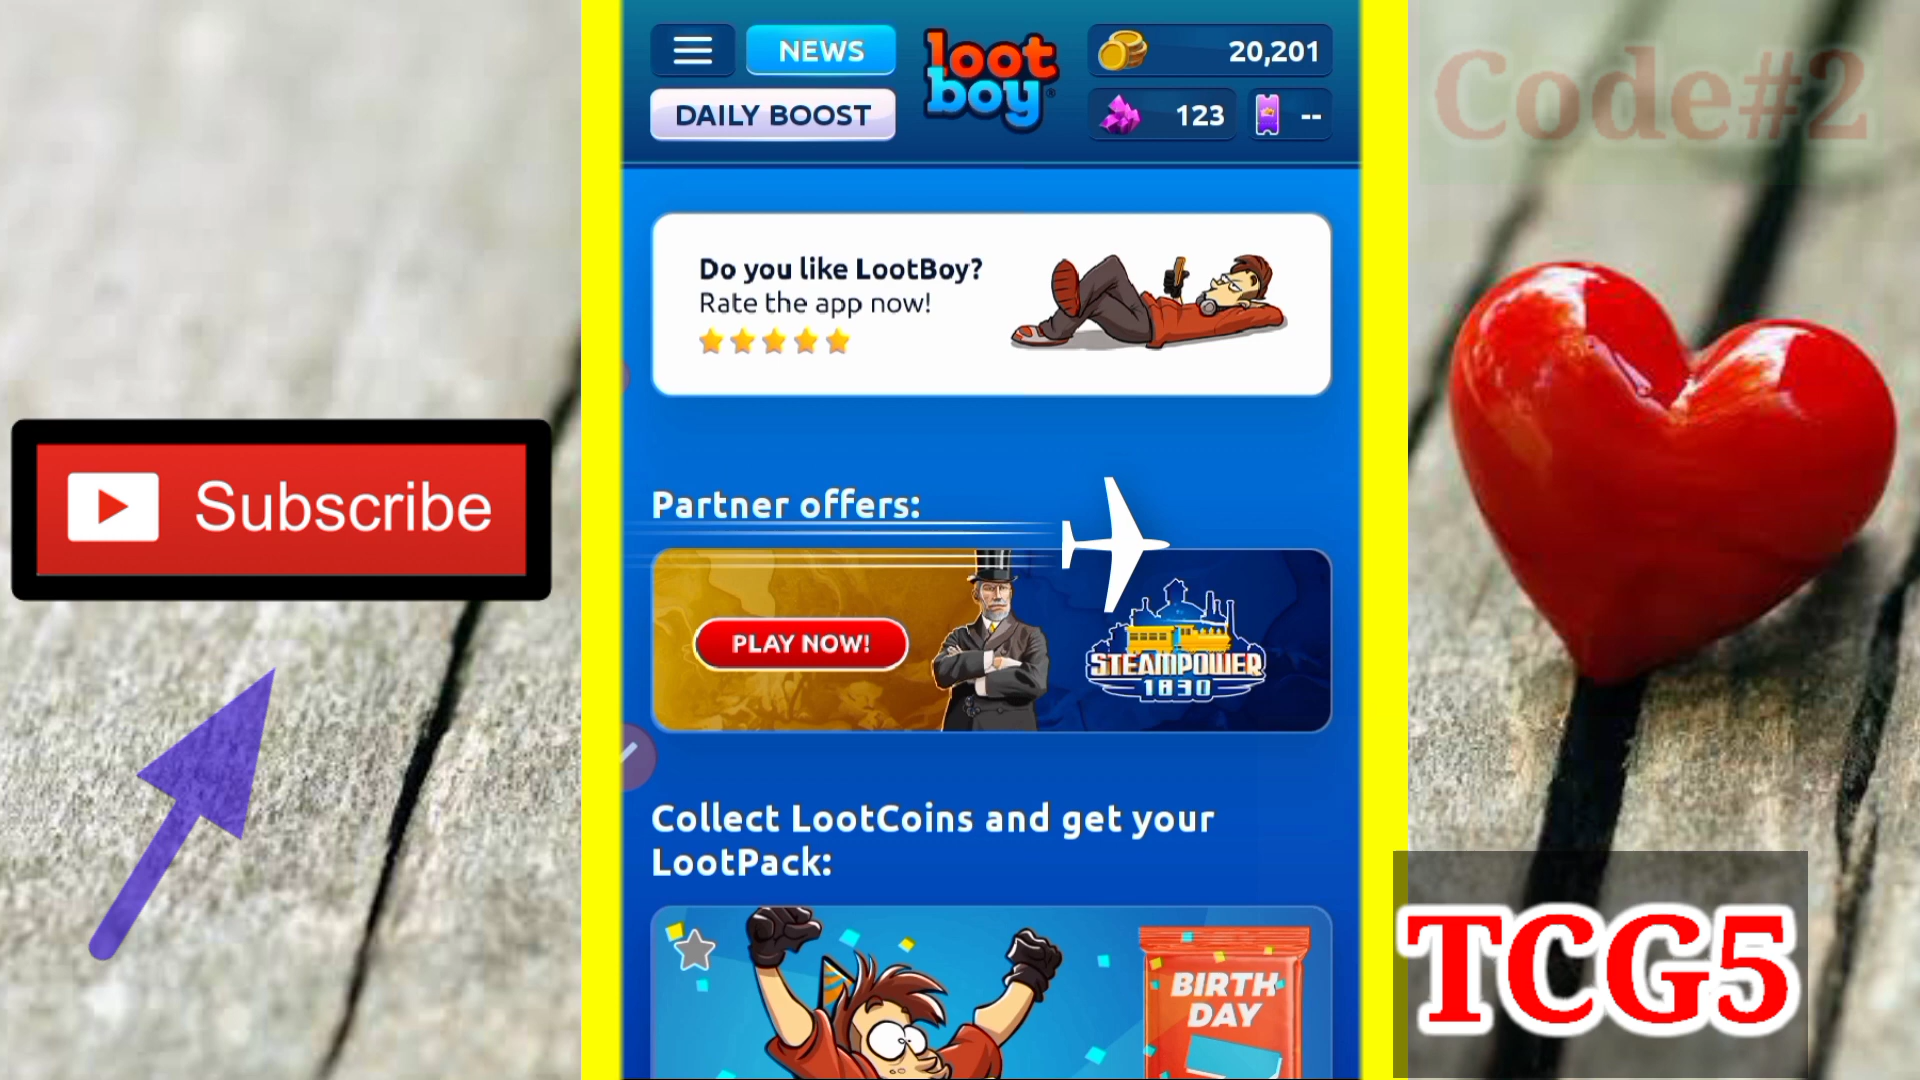 Subscribe
NEWS
DAILY BOOST
loot
boy®
20,201
123
--
Do you like LootBoy?
Rate the app now!
Partner offers:
PLAY NOW!
STEAMPOWER
1830
Collect LootCoins and get your
LootPack:
BIRTH
DAY
Code#2
TCG5